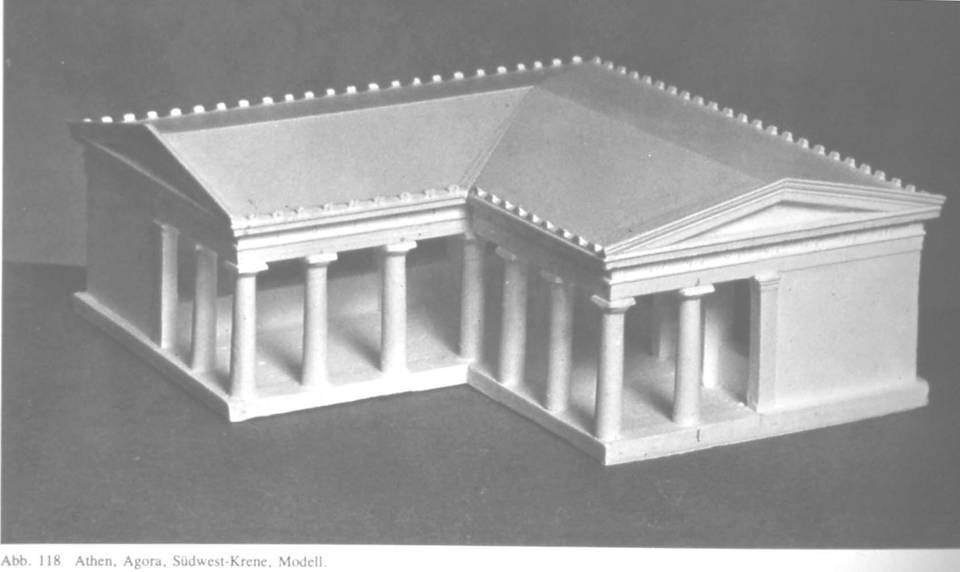 Abb. 118 Athen, Agora, Südwest-Krene, Modell.